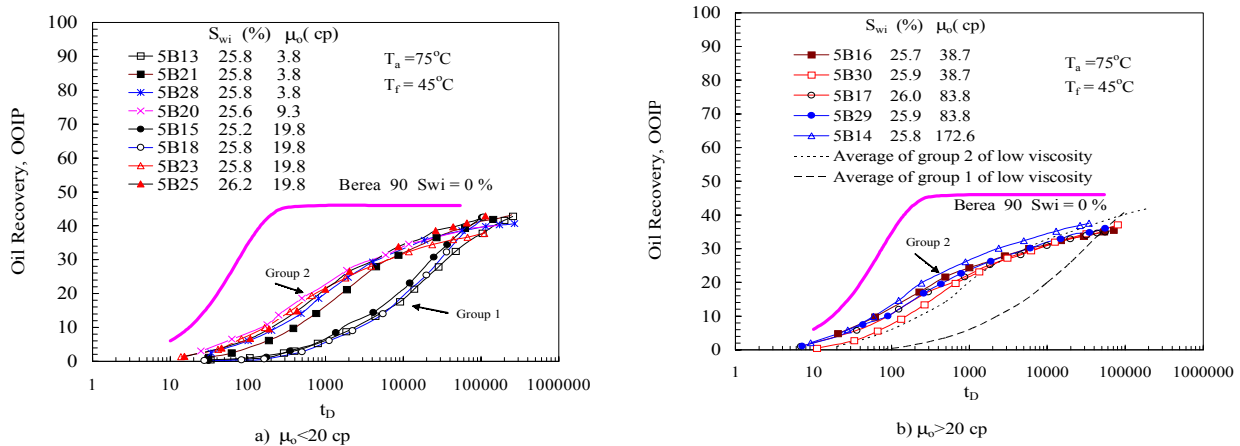 Oil Recovery, OOIP
100
90
80
70
60
50
40
30
20
10
0
S_wi (%) μ_o( cp)
5B13 25.8 3.8
5B21 25.8 3.8
5B28 25.8 3.8
5B20 25.6 9.3
5B15 25.2 19.8
5B18 25.8 19.8
5B23 25.8 19.8
5B25 26.2 19.8
T_a =75°C
T_f = 45°C
Berea 90 Swi = 0 %
Group 2
Group 1
1 10 100 1000 10000 100000 1000000
t_D
a) μ_o<20 cp
Oil Recovery, OOIP
100
90
80
70
60
50
40
30
20
10
0
S_wi (%) μ_o( cp)
5B16 25.7 38.7
5B30 25.9 38.7
5B17 26.0 83.8
5B29 25.9 83.8
5B14 25.8 172.6
Average of group 2 of low viscosity
Average of group 1 of low viscosity
T_a =75°C
T_f = 45°C
Berea 90 Swi = 0 %
Group 2
1 10 100 1000 10000 100000 1000000
t_D
b) μ_o>20 cp